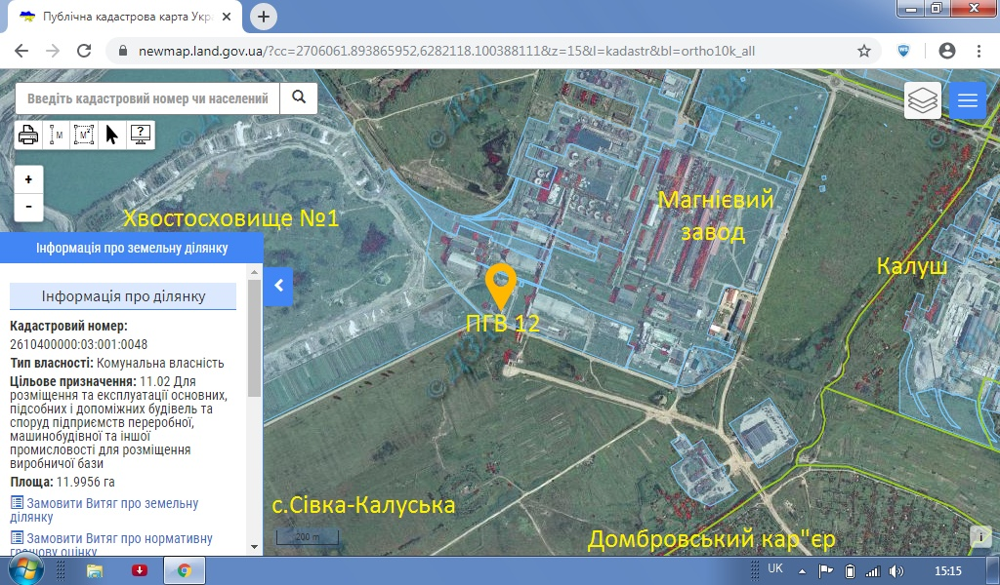 Публічна кадастрова карта Укра
newmap.land.gov.ua/?cc=2706061.893865952,6282118.100388111&z=15&l=kadastr&bl=ortho10k_all
Введіть кадастровий номер чи населений
M
M²
?
+
-
Хвостосховище №1
Магнієвий
завод
Калуш
ПГВ 12
с.Сівка-Калуська
Домбровський кар"єр
Інформація про земельну ділянку
Інформація про ділянку
Кадастровий номер:
2610400000:03:001:0048
Тип власності: Комунальна власність
Цільове призначення: 11.02 Для
розміщення та експлуатації основних,
підсобних і допоміжних будівель та
споруд підприємств переробної,
машинобудівної та іншої
промисловості для розміщення
виробничої бази
Площа: 11.9956 га
Замовити Витяг про земельну
ділянку
Замовити Витяг про нормативну
грошову оцінку
200 m
i
UK
15:15